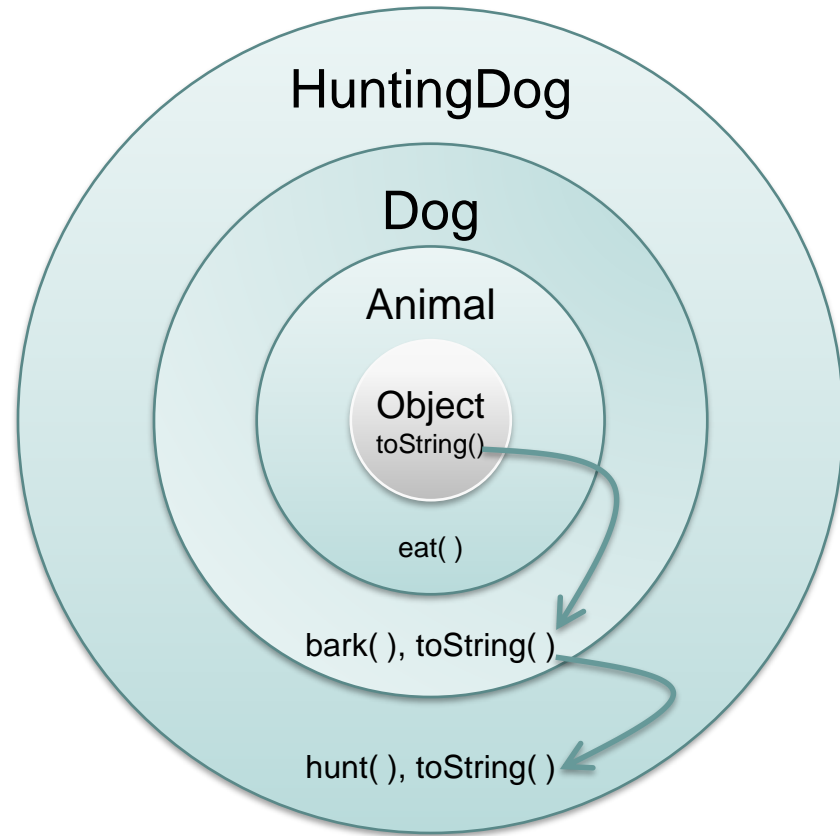 HuntingDog
Dog
Animal
Object
toString()
eat( )
bark( ), toString( )
hunt( ), toString( )